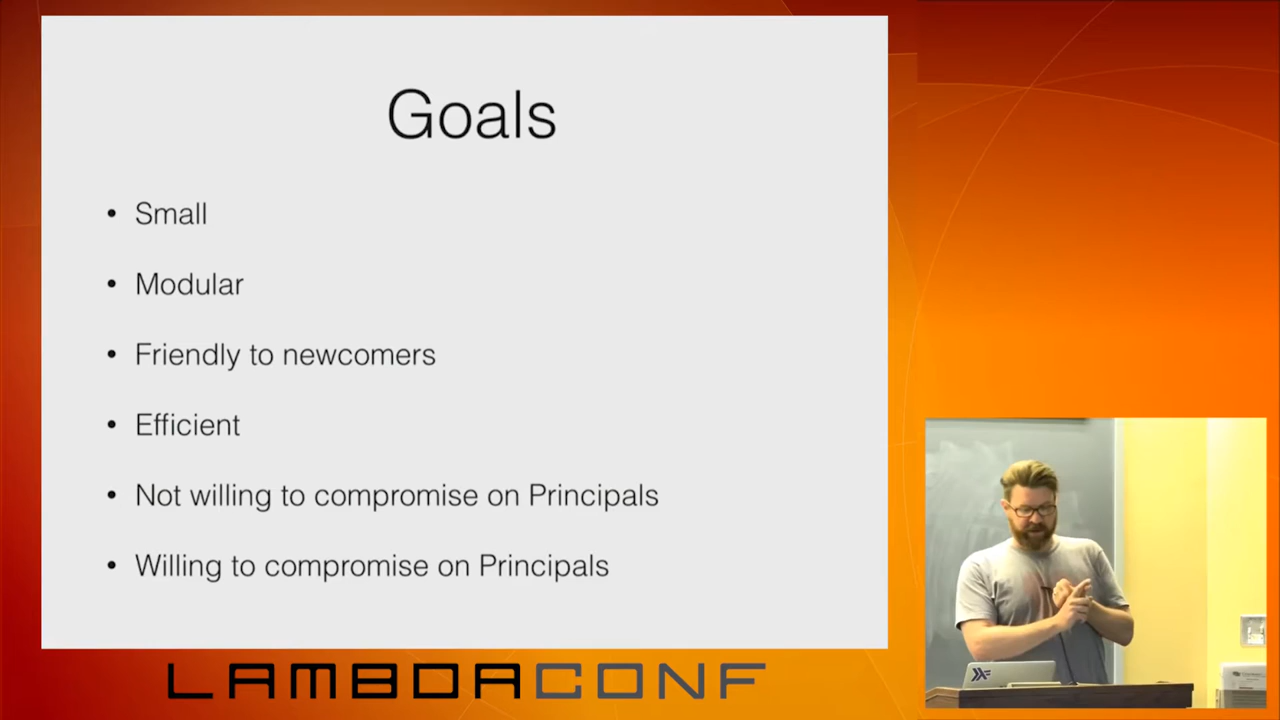 Goals
• Small
• Modular
• Friendly to newcomers
• Efficient
• Not willing to compromise on Principals
• Willing to compromise on Principals
LAMBDACONF